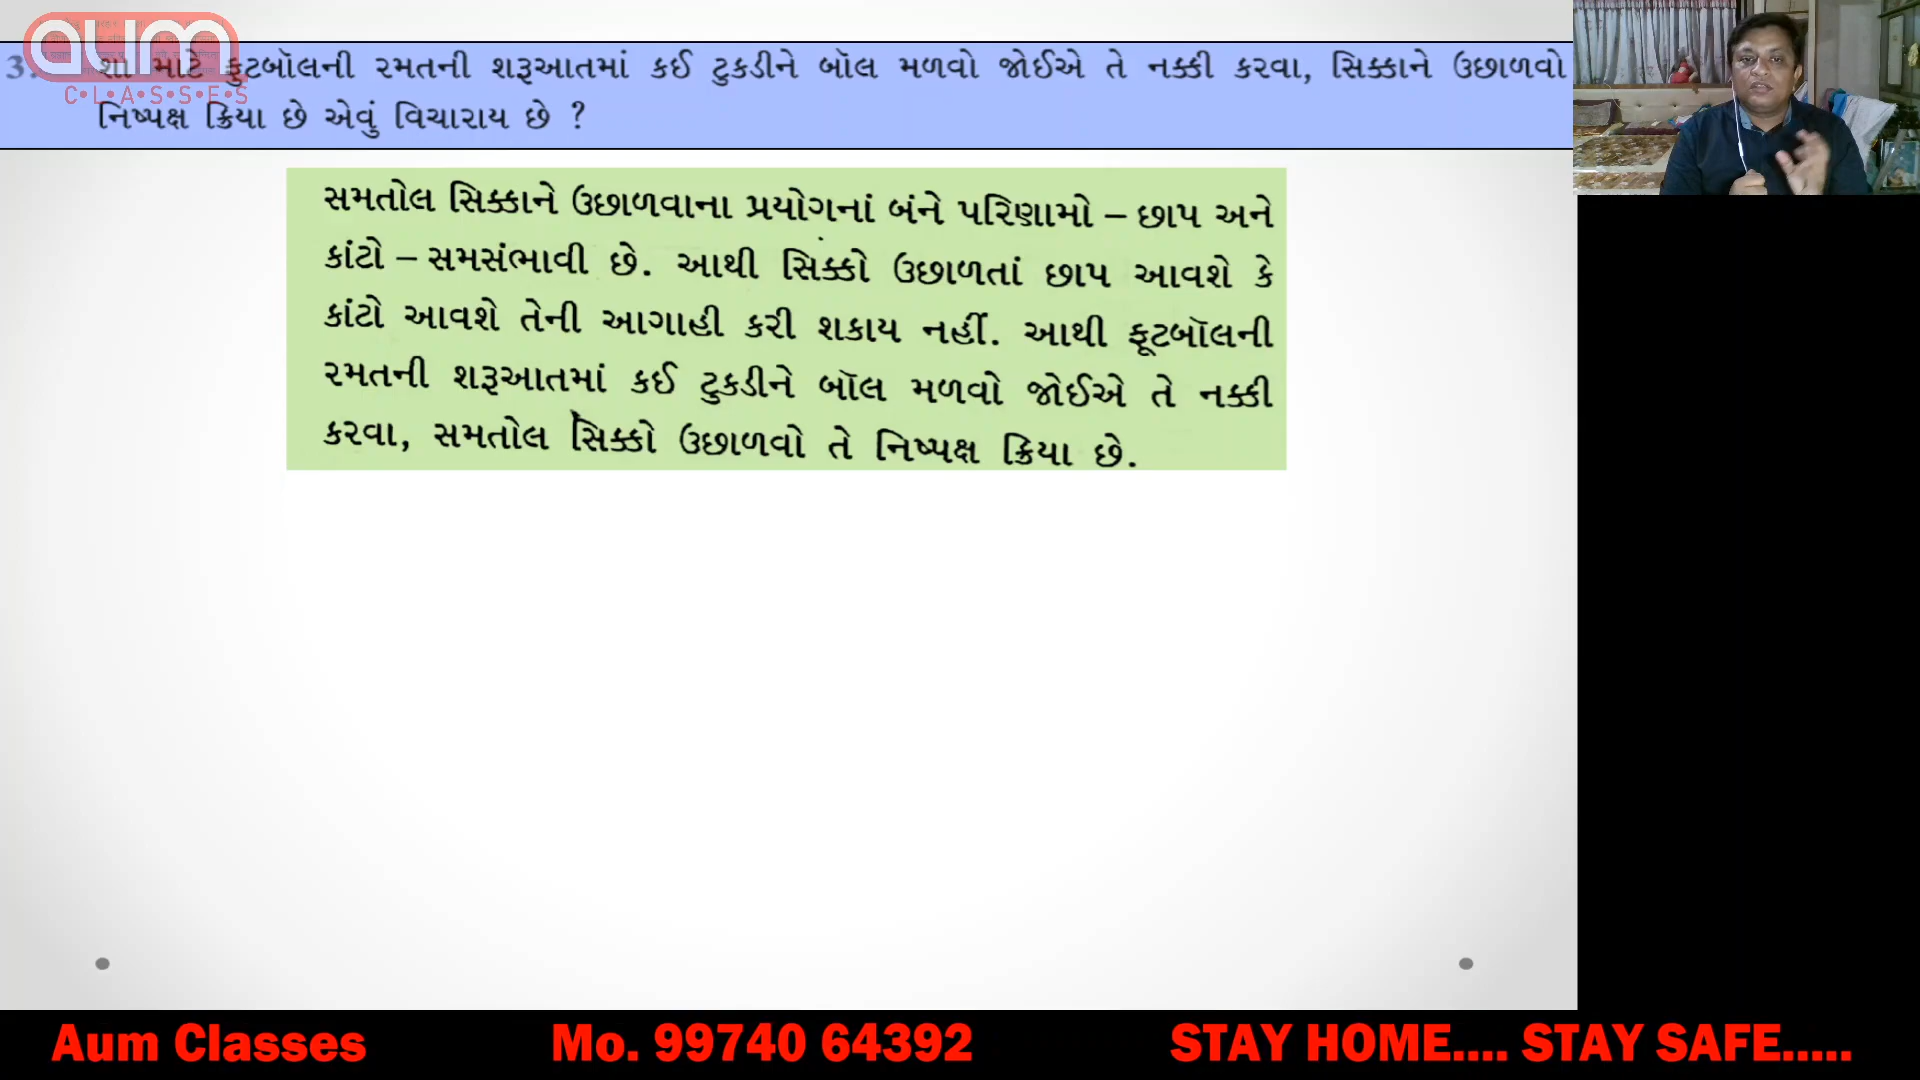 aum
C•L•A•S•S•E•S
3. શા માટે ફુટબૉલની રમતની શરૂઆતમાં કઈ ટુકડીને બૉલ મળવો જોઈએ તે નક્કી કરવા, સિક્કાને ઉછાળવો
નિષ્પક્ષ ક્રિયા છે એવું વિચારાય છે ?
સમતોલ સિક્કાને ઉછાળવાના પ્રયોગનાં બંને પરિણામો – છાપ અને
કાંટો – સમસંભાવી છે. આથી સિક્કો ઉછાળતાં છાપ આવશે કે
કાંટો આવશે તેની આગાહી કરી શકાય નહીં. આથી ફૂટબૉલની
રમતની શરૂઆતમાં કઈ ટુકડીને બૉલ મળવો જોઈએ તે નક્કી
કરવા, સમતોલ સિક્કો ઉછાળવો તે નિષ્પક્ષ ક્રિયા છે.
Aum Classes Mo. 99740 64392 STAY HOME.... STAY SAFE.....